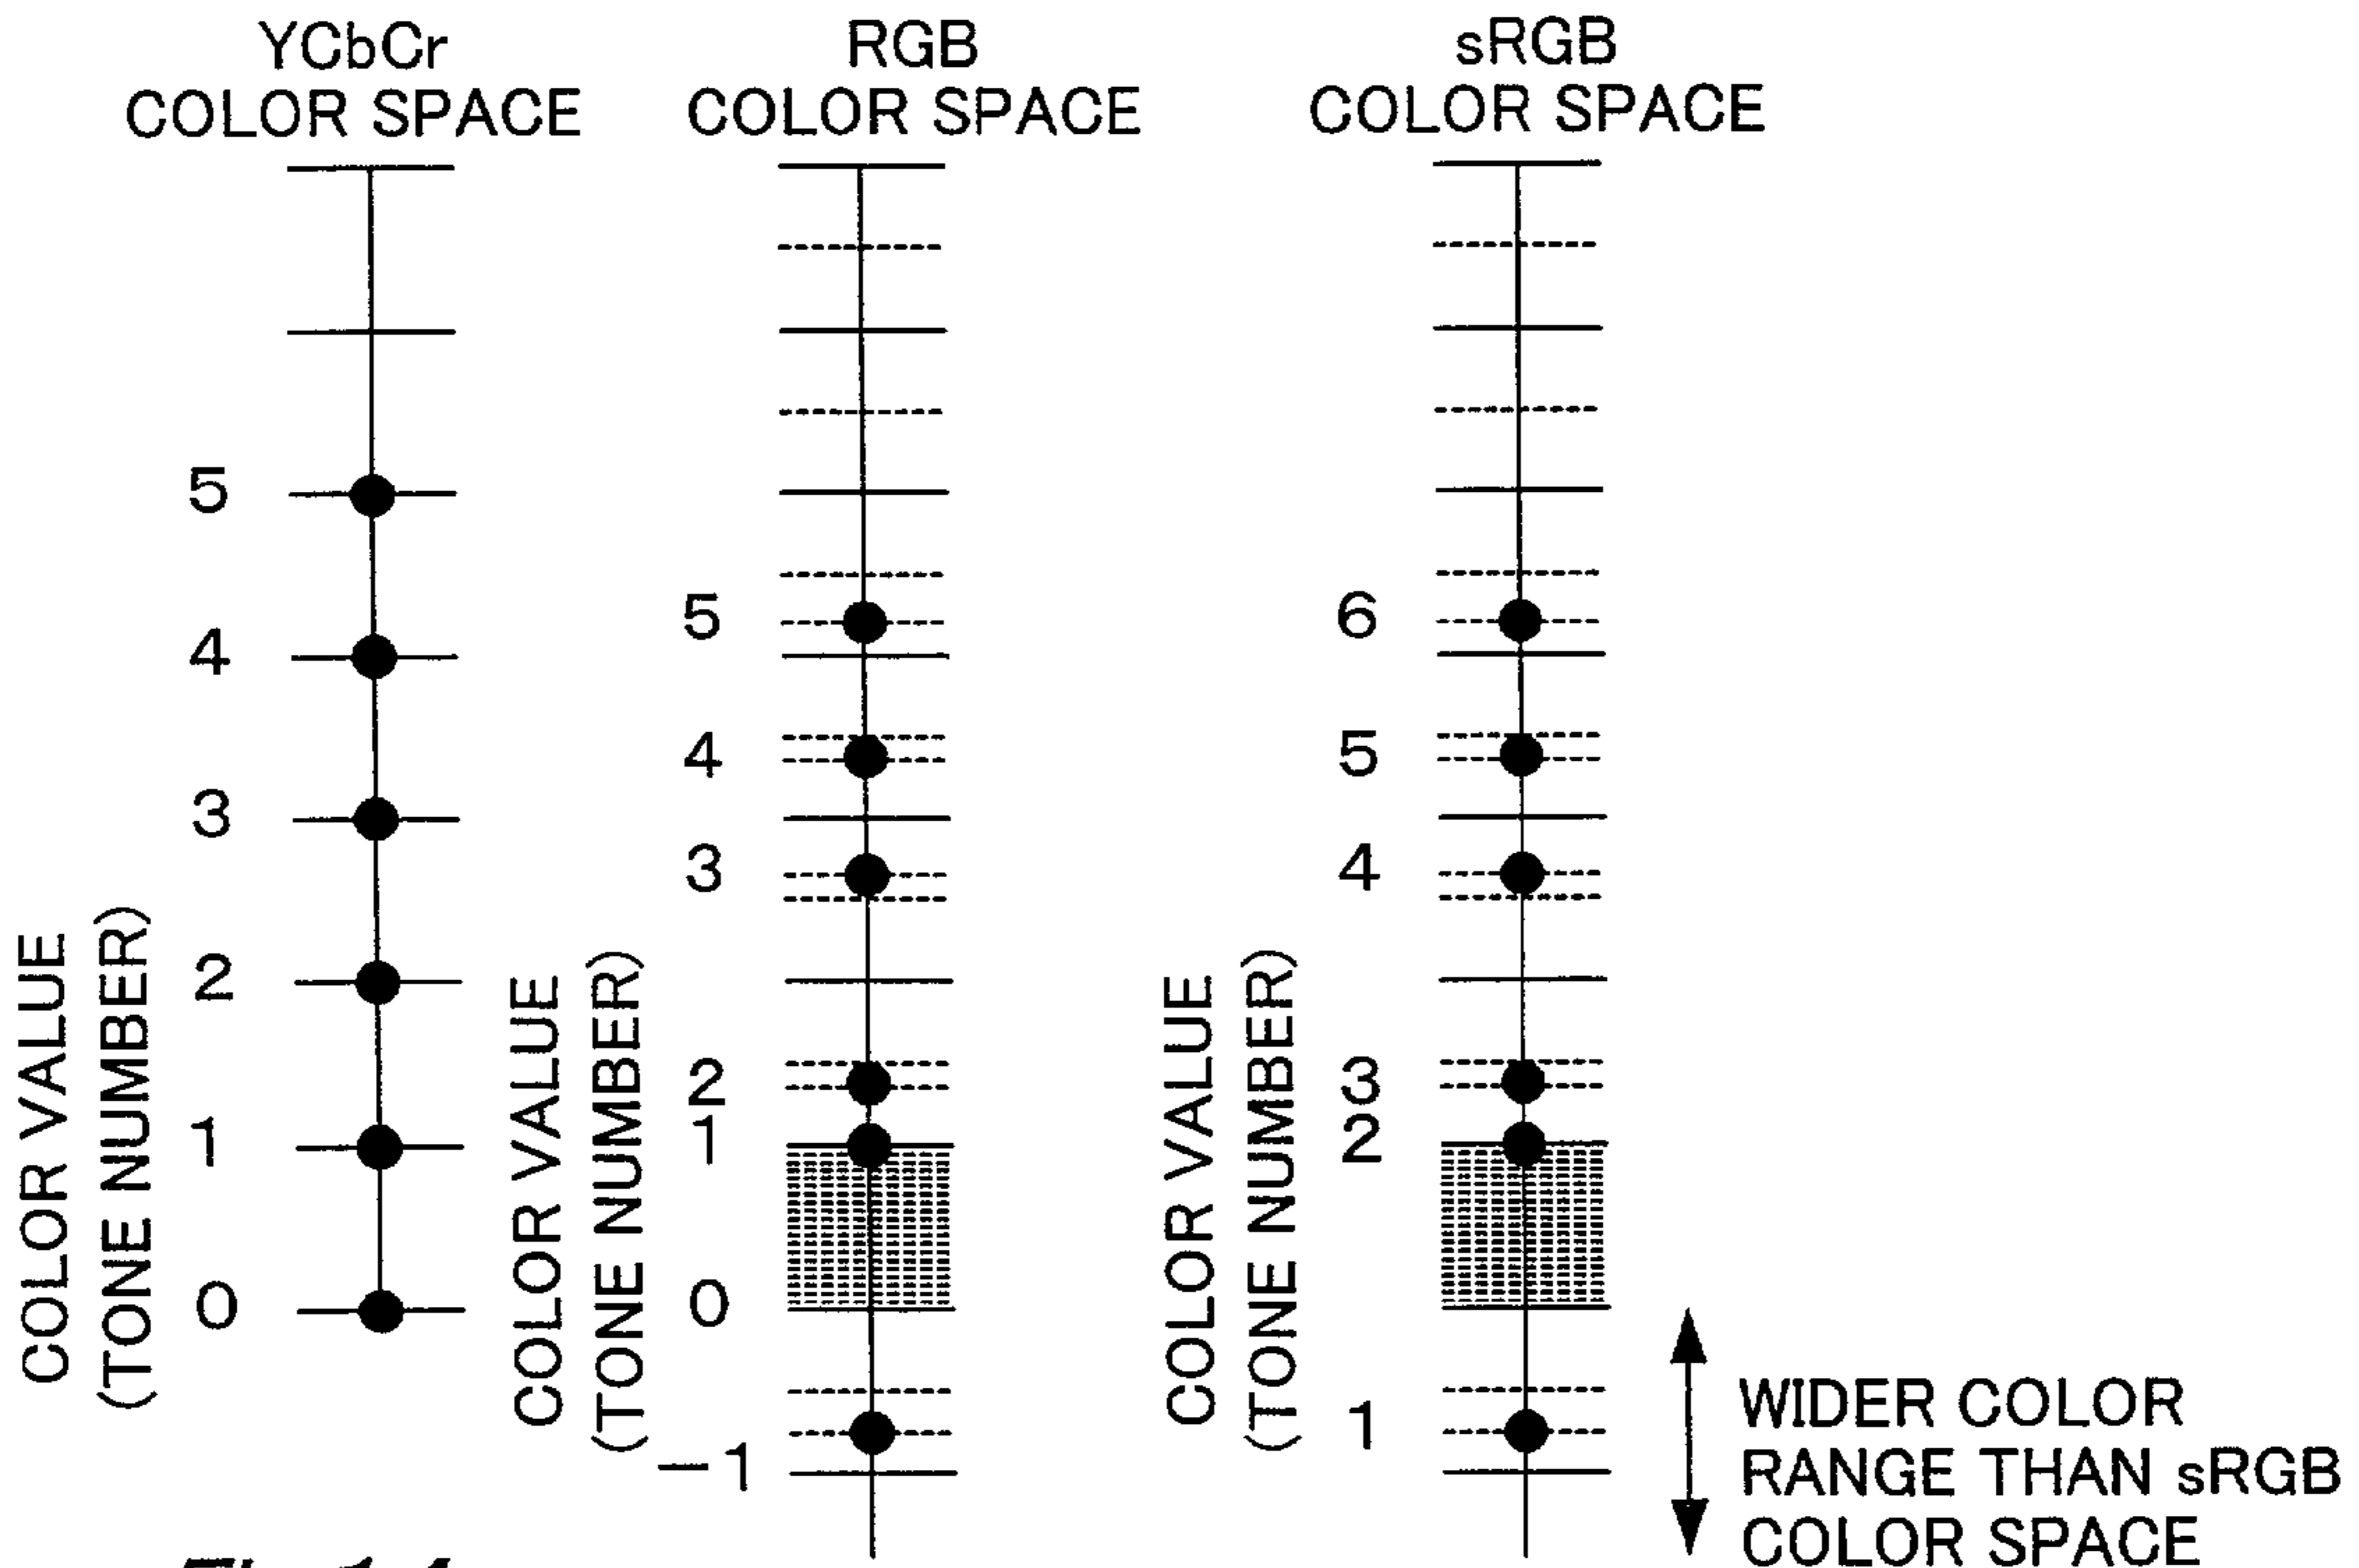 YCbCr
COLOR SPACE
RGB
COLOR SPACE
sRGB
COLOR SPACE
COLOR VALUE
(TONE NUMBER)
5
4
3
2
1
0
COLOR VALUE
(TONE NUMBER)
5
4
3
2
1
0
−1
COLOR VALUE
(TONE NUMBER)
6
5
4
3
2
1
WIDER COLOR
RANGE THAN sRGB
COLOR SPACE